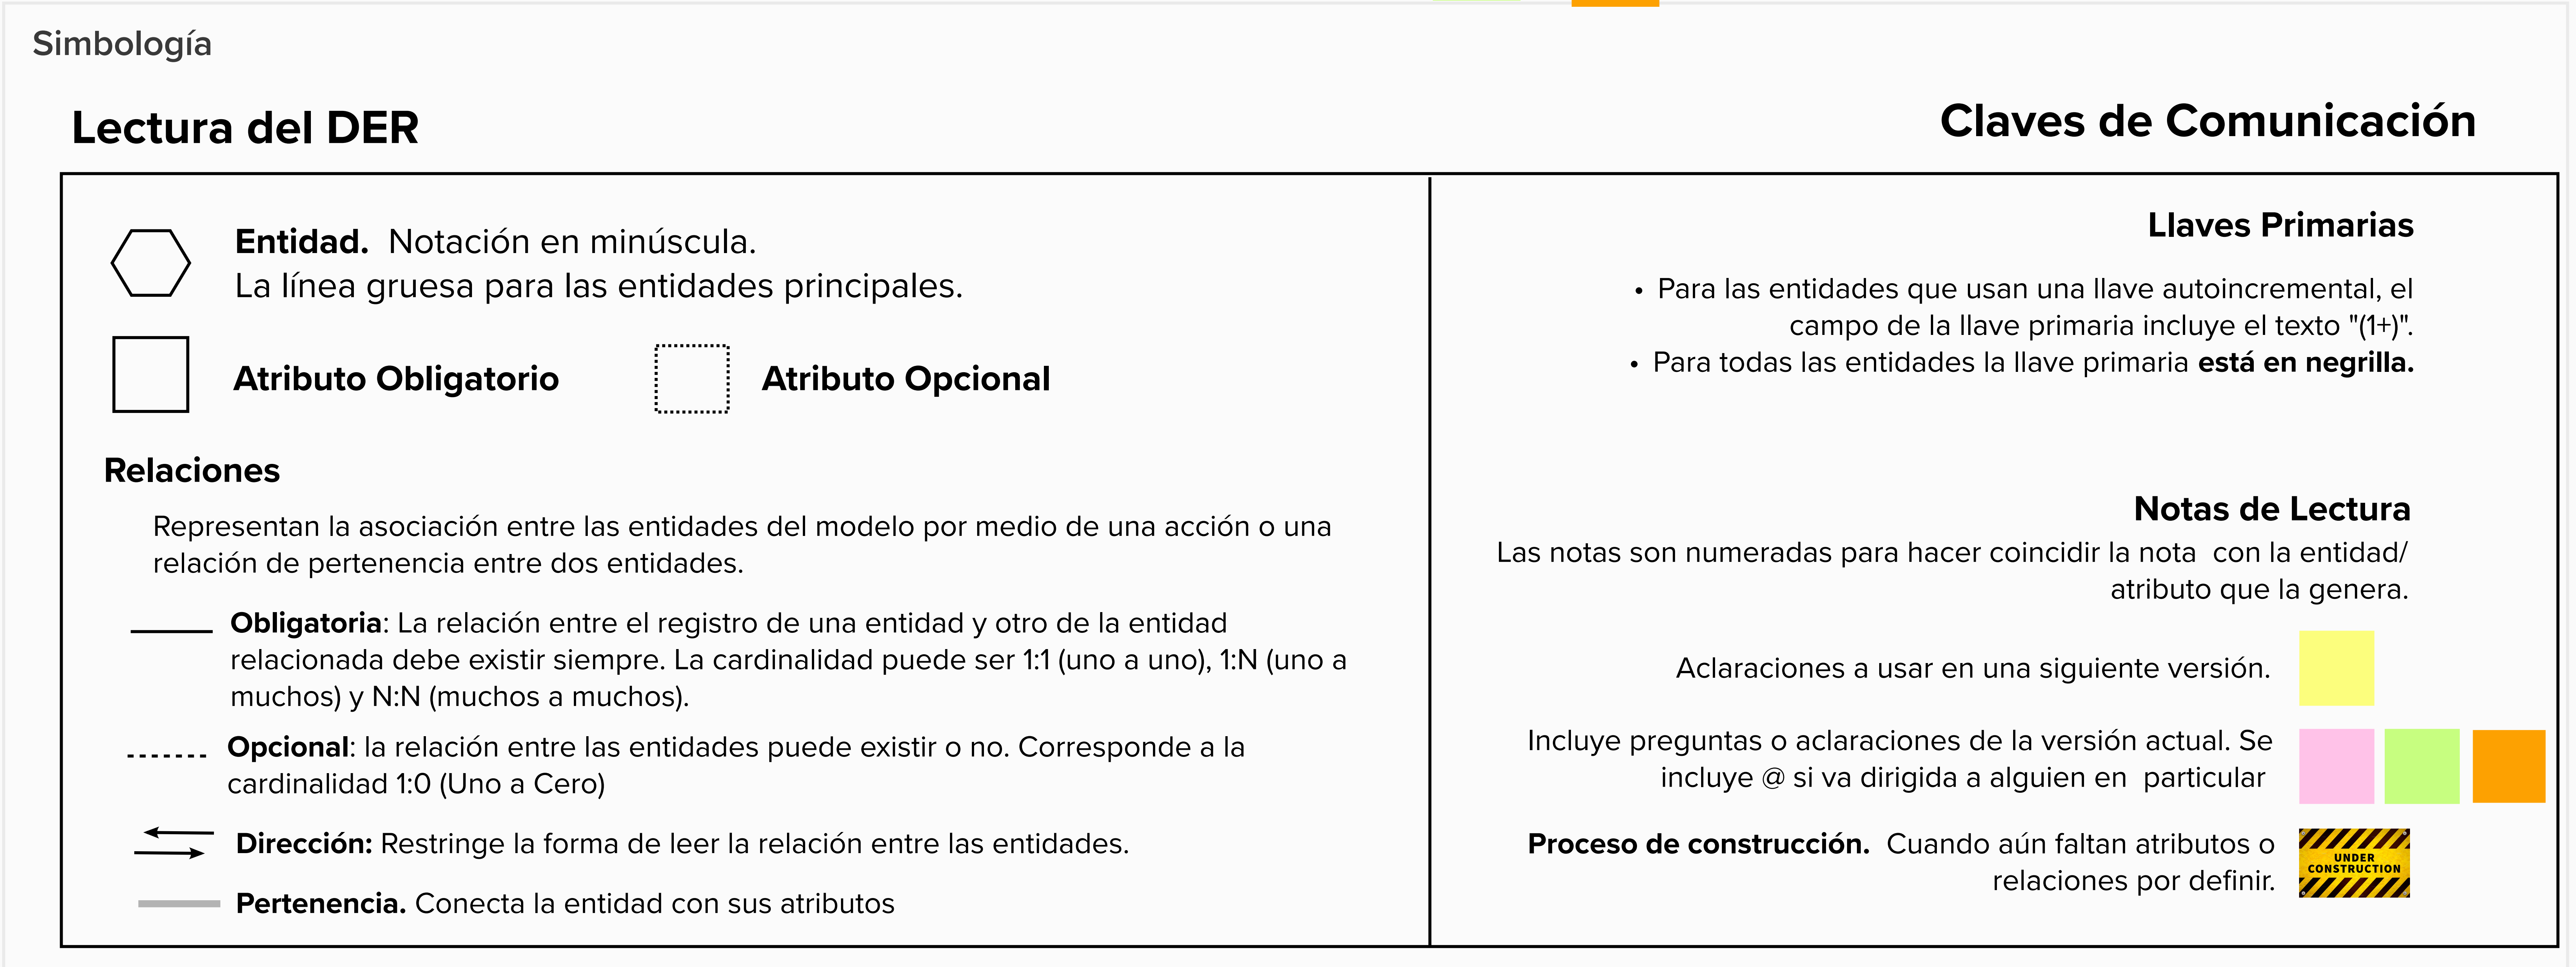 Simbología
Lectura del DER
Entidad. Notación en minúscula.
La línea gruesa para las entidades principales.
Atributo Obligatorio
Atributo Opcional
Relaciones
Representan la asociación entre las entidades del modelo por medio de una acción o una
relación de pertenencia entre dos entidades.
Obligatoria: La relación entre el registro de una entidad y otro de la entidad
relacionada debe existir siempre. La cardinalidad puede ser 1:1 (uno a uno), 1:N (uno a
muchos) y N:N (muchos a muchos).
Opcional: la relación entre las entidades puede existir o no. Corresponde a la
cardinalidad 1:0 (Uno a Cero)
Dirección: Restringe la forma de leer la relación entre las entidades.
Pertenencia. Conecta la entidad con sus atributos
Claves de Comunicación
Llaves Primarias
• Para las entidades que usan una llave autoincremental, el
campo de la llave primaria incluye el texto "(1+)".
• Para todas las entidades la llave primaria está en negrilla.
Notas de Lectura
Las notas son numeradas para hacer coincidir la nota con la entidad/
atributo que la genera.
Aclaraciones a usar en una siguiente versión.
Incluye preguntas o aclaraciones de la versión actual. Se
incluye @ si va dirigida a alguien en particular
Proceso de construcción. Cuando aún faltan atributos o
relaciones por definir.
UNDER
CONSTRUCTION